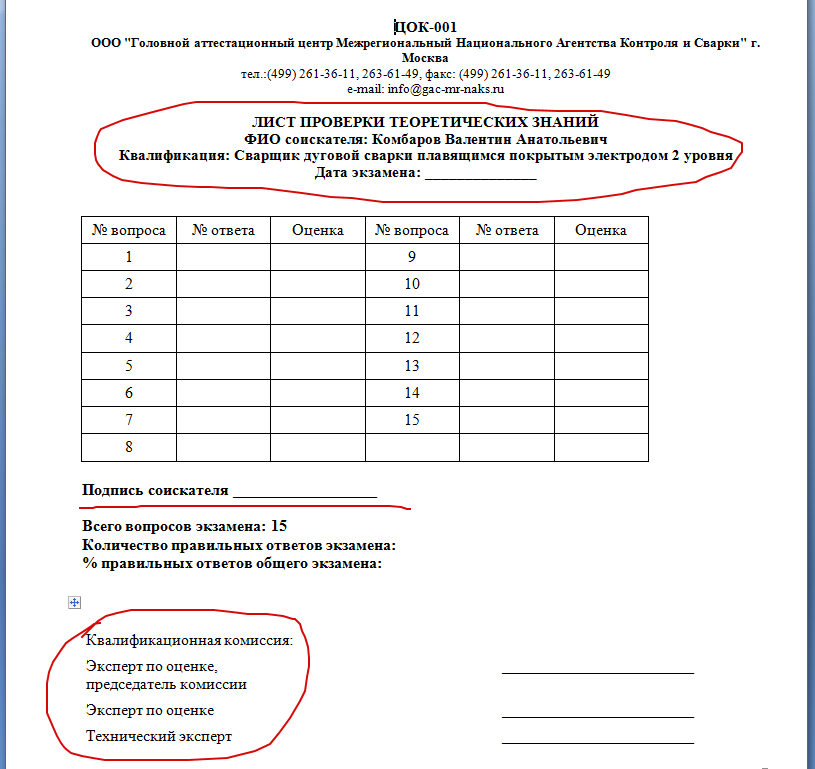 ЦОК-001
ООО "Головной аттестационный центр Межрегиональный Национального Агентства Контроля и Сварки" г.
Москва
тел.:(499) 261-36-11, 263-61-49, факс: (499) 261-36-11, 263-61-49
e-mail: info@gac-mr-naks.ru
ЛИСТ ПРОВЕРКИ ТЕОРЕТИЧЕСКИХ ЗНАНИЙ
ФИО соискателя: Комбаров Валентин Анатольевич
Квалификация: Сварщик дуговой сварки плавящимся покрытым электродом 2 уровня
Дата экзамена: _______________
№ вопроса № ответа Оценка № вопроса № ответа Оценка
1 9
2 10
3 11
4 12
5 13
6 14
7 15
8
Подпись соискателя ___________________
Всего вопросов экзамена: 15
Количество правильных ответов экзамена:
% правильных ответов общего экзамена:
Квалификационная комиссия:
Эксперт по оценке,
председатель комиссии
Эксперт по оценке
Технический эксперт